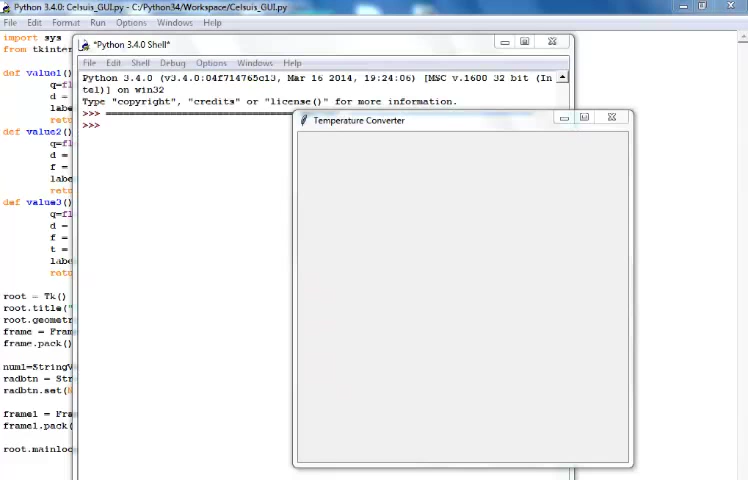 Python 3.4.0: Celsuis_GUI.py - C:/Python34/Workspace/Celsuis_GUI.py
File Edit Format Run Options Windows Help
import sys
from tkinter
def value1()
q=fl
d =
labe
retu
def value2()
q=fl
d =
f =
labe
retu
def value3()
q=fl
d =
f =
t =
labe
retu
root = Tk()
root.title("
root.geometr
frame = Fram
frame.pack()
num1=StringV
radbtn = Str
radbtn.set(N
frame1 = Fra
frame1.pack(
root.mainloo
*Python 3.4.0 Shell*
File Edit Shell Debug Options Windows Help
Python 3.4.0 (v3.4.0:04f714765c13, Mar 16 2014, 19:24:06) [MSC v.1600 32 bit (In
tel)] on win32
Type "copyright", "credits" or "license()" for more information.
>>>
>>>
Temperature Converter